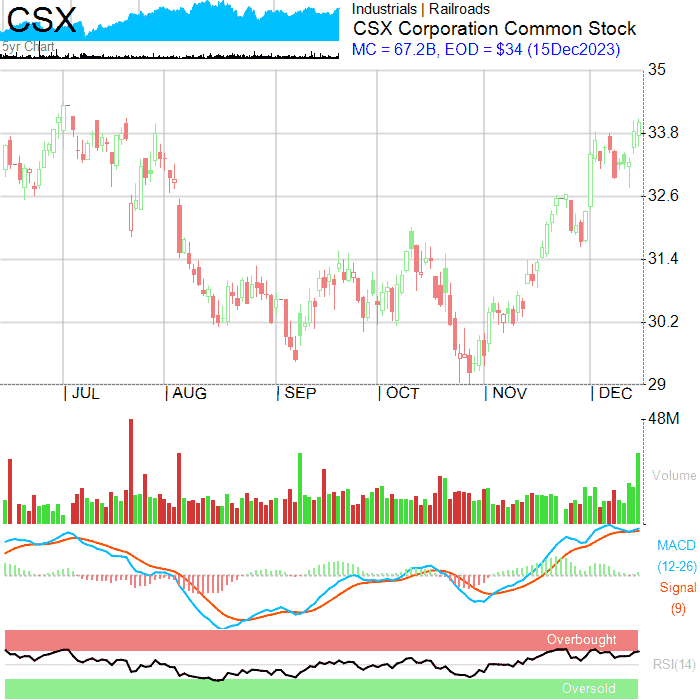 CSX
5yr Chart
Industrials | Railroads
CSX Corporation Common Stock
MC = 67.2B, EOD = $34 (15Dec2023)
35
33.8
32.6
31.4
30.2
29
| JUL | AUG | SEP | OCT | NOV | DEC
48M
Volume
MACD
(12-26)
Signal
(9)
Overbought
RSI(14)
Oversold